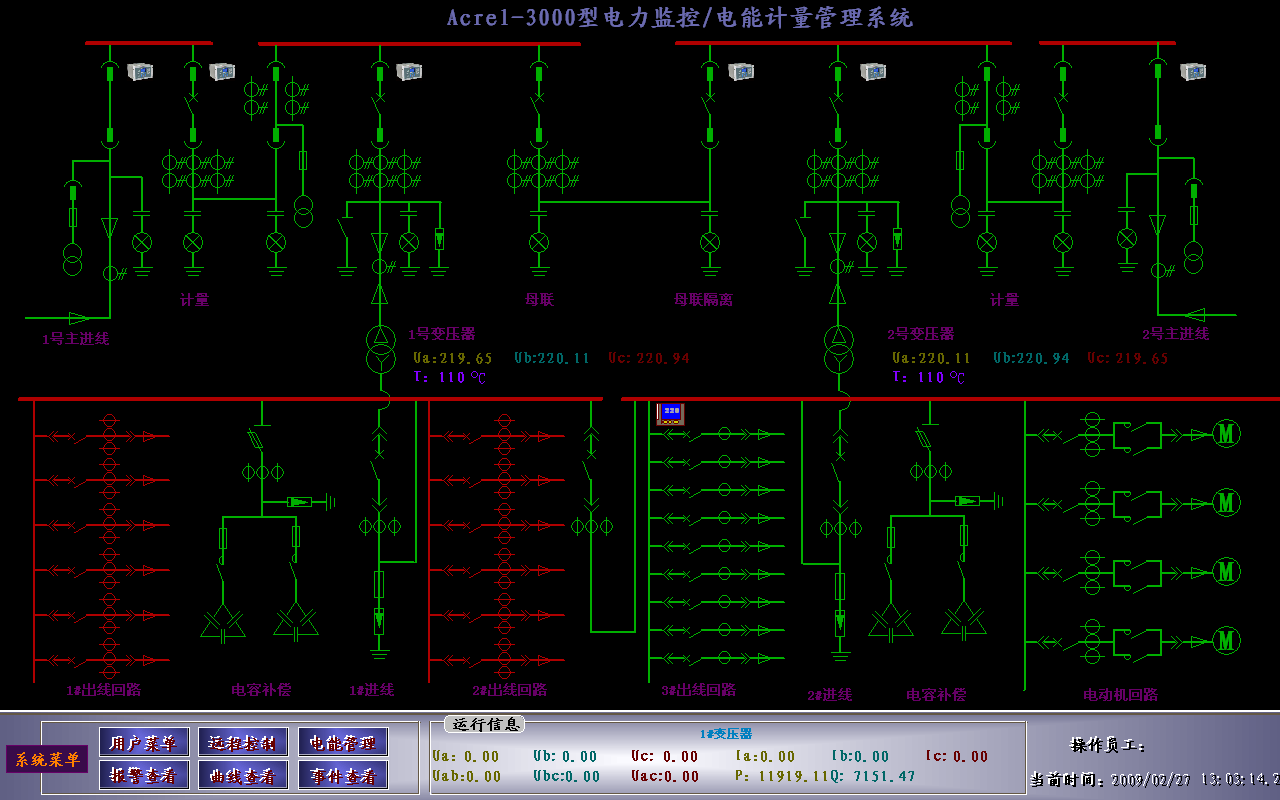 Acrel-3000型电力监控/电能计量管理系统
计量
母联
母联隔离
计量
1号主进线
1号变压器
2号变压器
2号主进线
Ua:219.65 Ub:220.11 Uc: 220.94
Ua:220.11 Ub:220.94 Uc: 219.65
T: 110 ℃
T: 110 ℃
M
M
M
M
1#出线回路
电容补偿
1#进线
2#出线回路
3#出线回路
2#进线
电容补偿
电动机回路
运行信息
1#变压器
系统菜单
用户菜单 远程控制 电能管理
报警查看 曲线查看 事件查看
Ua: 0.00 Ub: 0.00 Uc: 0.00 Ia: 0.00 Ib: 0.00 Ic: 0.00
Uab:0.00 Ubc:0.00 Uac:0.00 P: 11919.11Q: 7151.47
操作员工:
当前时间: 2009/02/27 13:03:14.2